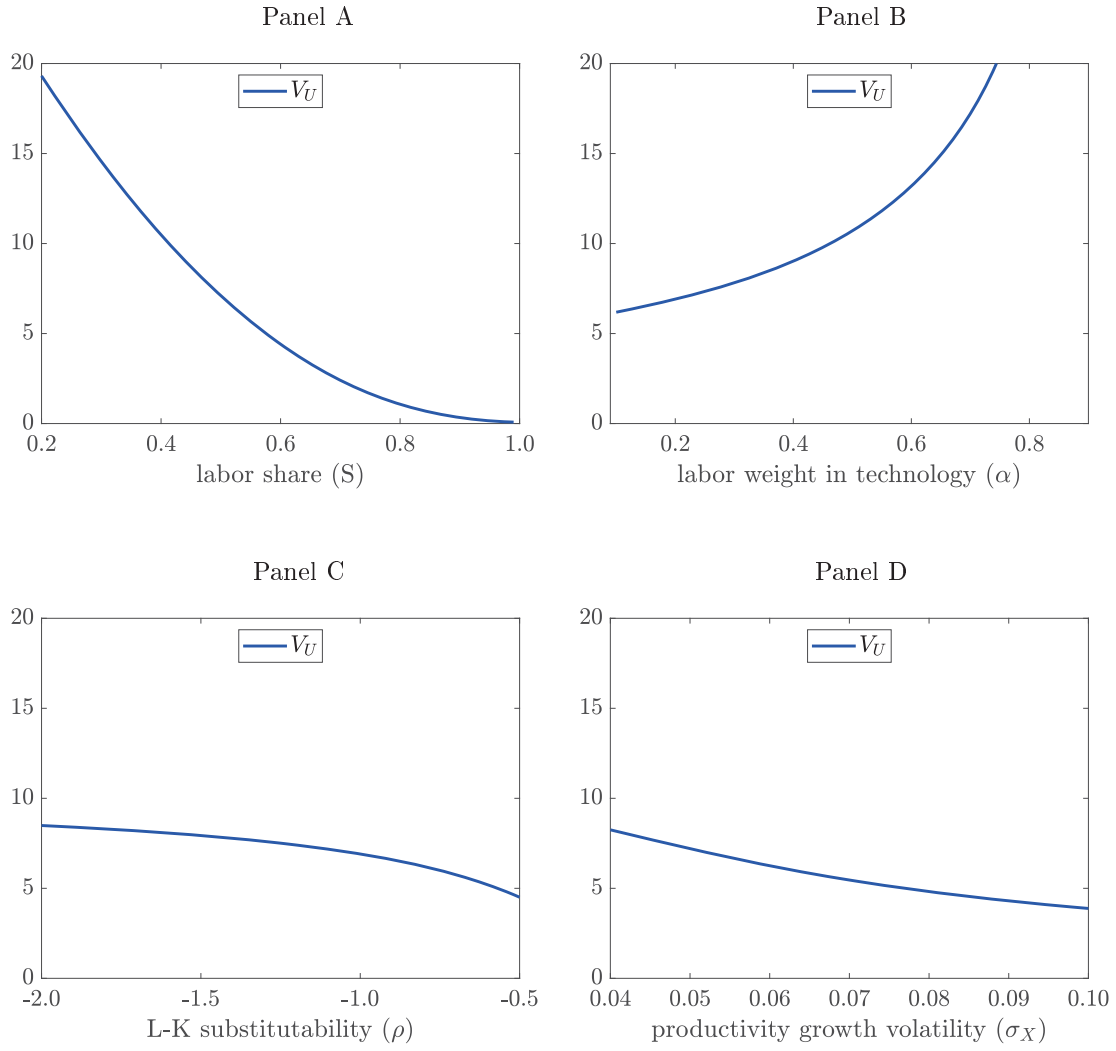 Panel A
20
15
10
5
0
V_U
0.2 0.4 0.6 0.8 1.0
labor share (S)
Panel B
20
15
10
5
0
V_U
0.2 0.4 0.6 0.8
labor weight in technology (α)
Panel C
20
15
10
5
0
V_U
-2.0 -1.5 -1.0 -0.5
L-K substitutability (ρ)
Panel D
20
15
10
5
0
V_U
0.04 0.05 0.06 0.07 0.08 0.09 0.10
productivity growth volatility (σ_X)